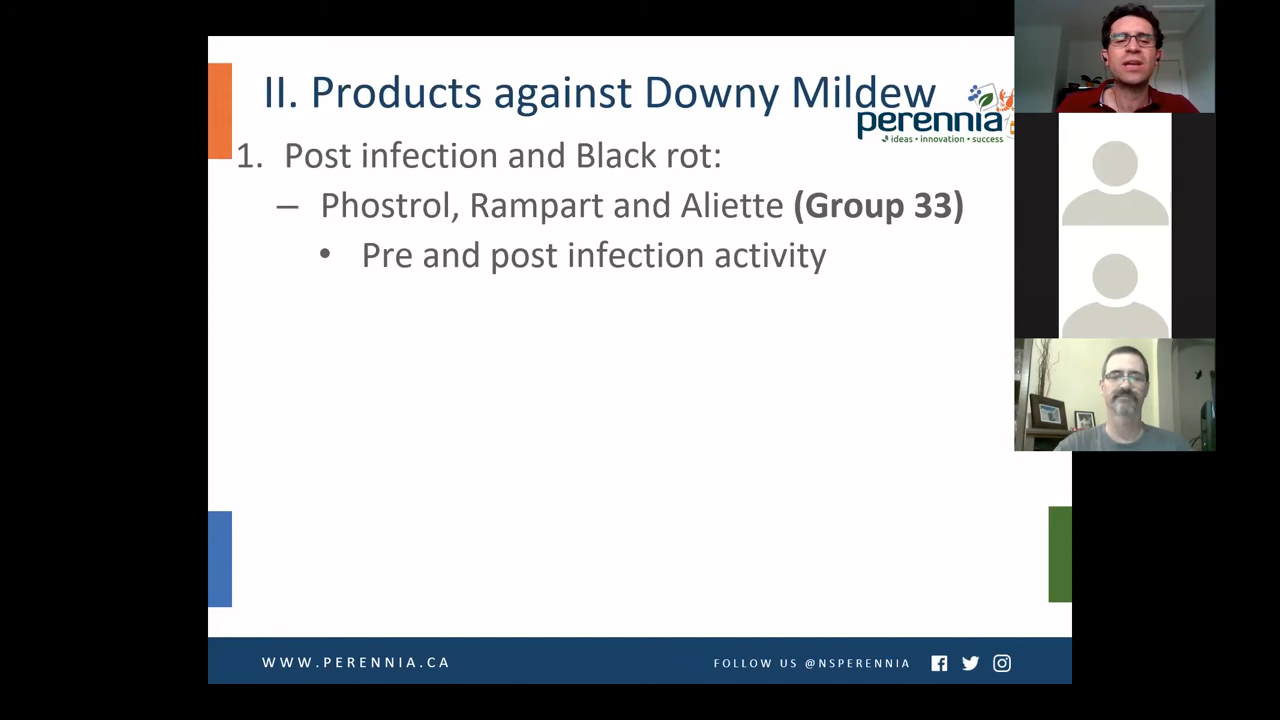 II. Products against Downy Mildew
perennia
ideas • innovation • success
1. Post infection and Black rot:
– Phostrol, Rampart and Aliette (Group 33)
• Pre and post infection activity
WWW.PERENNIA.CA
FOLLOW US @NSPERENNIA